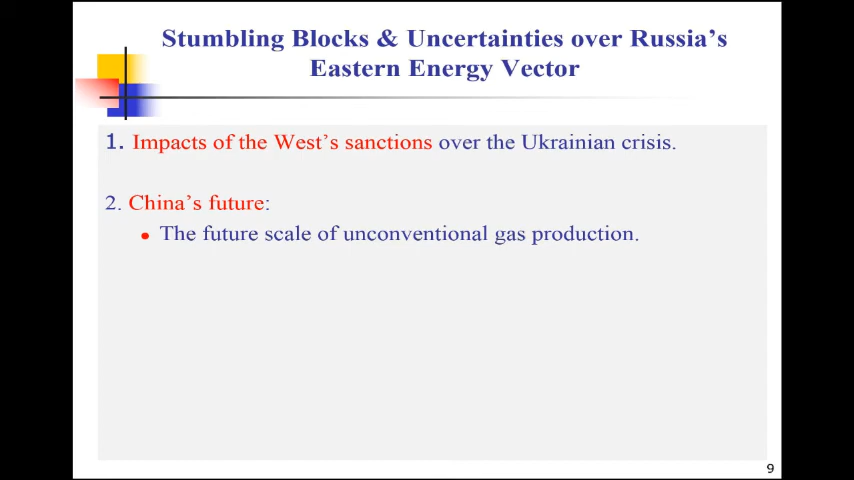 Stumbling Blocks & Uncertainties over Russia's
Eastern Energy Vector
1. Impacts of the West's sanctions over the Ukrainian crisis.
2. China's future:
• The future scale of unconventional gas production.
9